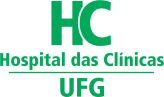 HC
Hospital das Clínicas
UFG